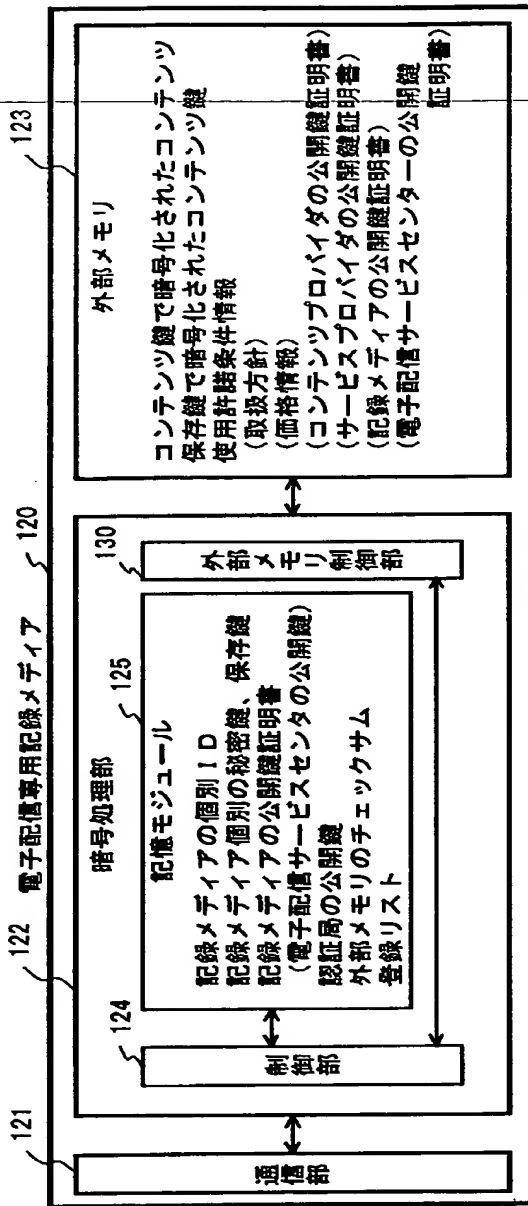 電子配信専用記録メディア
120
121
通信部
122
暗号処理部
124
制御部
125
記憶モジュール
記録メディアの個別ID
記録メディア個別の秘密鍵、保存鍵
記録メディアの公開鍵証明書
(電子配信サービスセンタの公開鍵)
認証局の公開鍵
外部メモリのチェックサム
登録リスト
130
外部メモリ制御部
123
外部メモリ
コンテンツ鍵で暗号化されたコンテンツ
保存鍵で暗号化されたコンテンツ鍵
使用許諾条件情報
(取扱方針)
(価格情報)
(コンテンツプロバイダの公開鍵証明書)
(サービスプロバイダの公開鍵証明書)
(記録メディアの公開鍵証明書)
(電子配信サービスセンターの公開鍵
証明書)